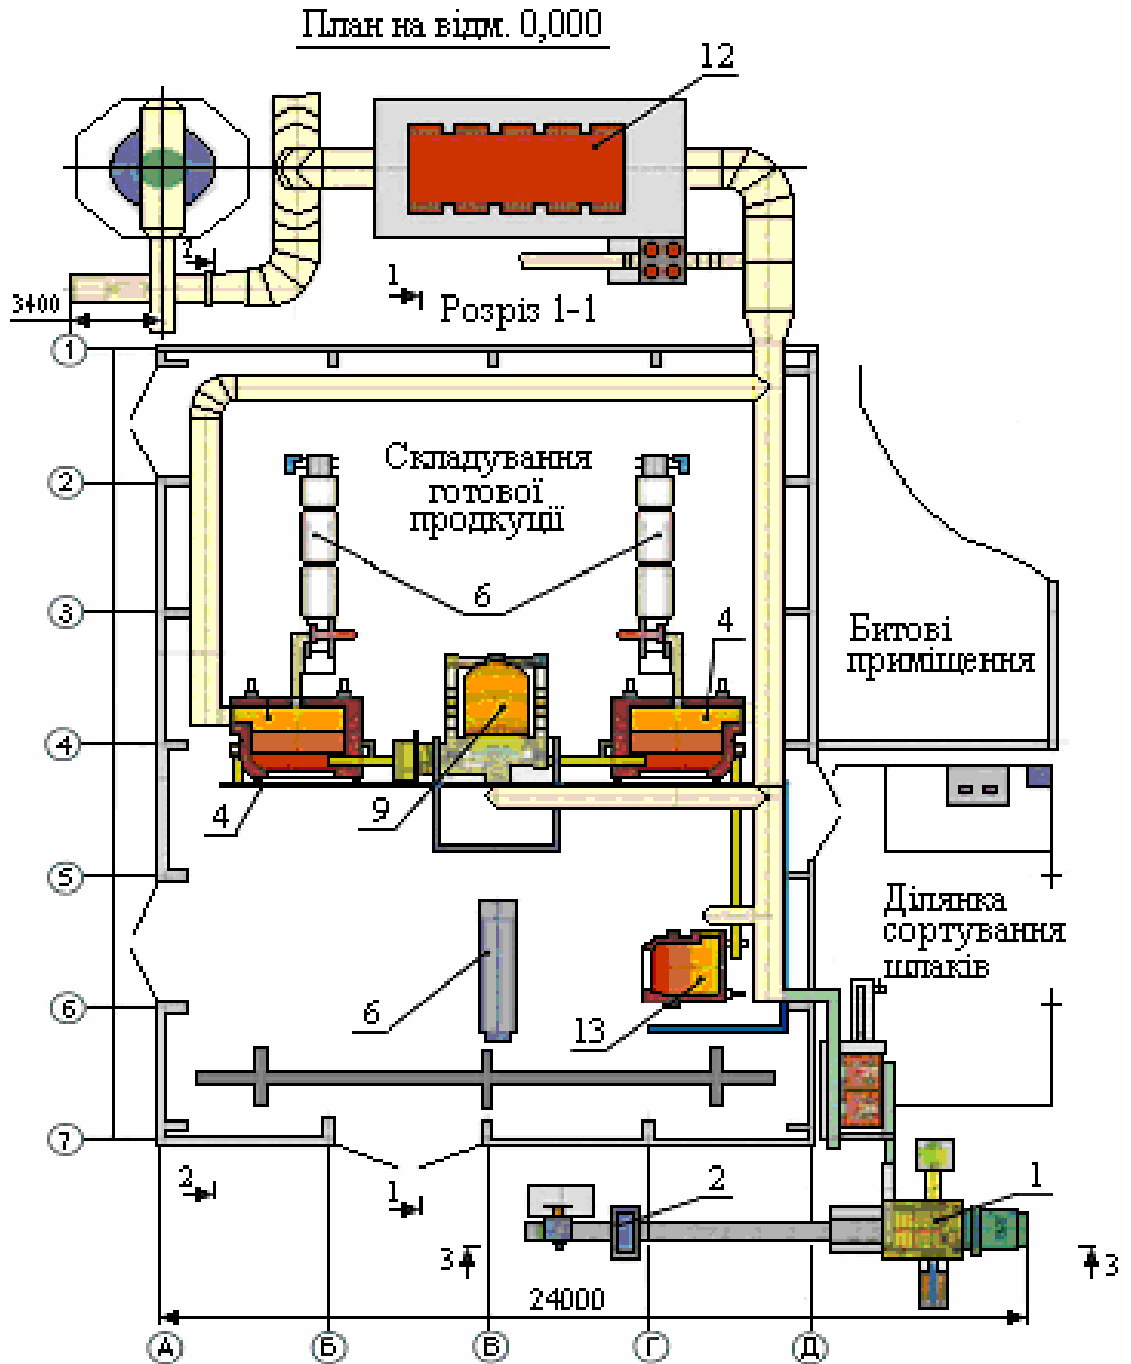 План на відм. 0,000
12
2
1
3400
Розріз 1-1
1
2
Складування
готової
продкуції
6
3
4
Битові
приміщення
4
4
9
5
Ділянка
сортування
шлаків
6
6
13
7
2
1
2
1
3
3
24000
А
Б
В
Г
Д